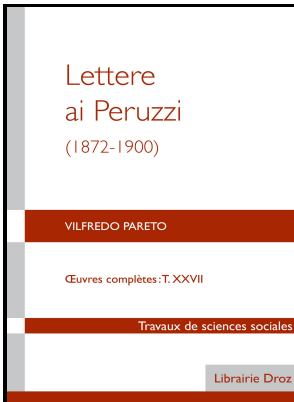 Lettere
ai Peruzzi
(1872-1900)
VILFREDO PARETO
Œuvres complètes : T. XXVII
Travaux de sciences sociales
Librairie Droz